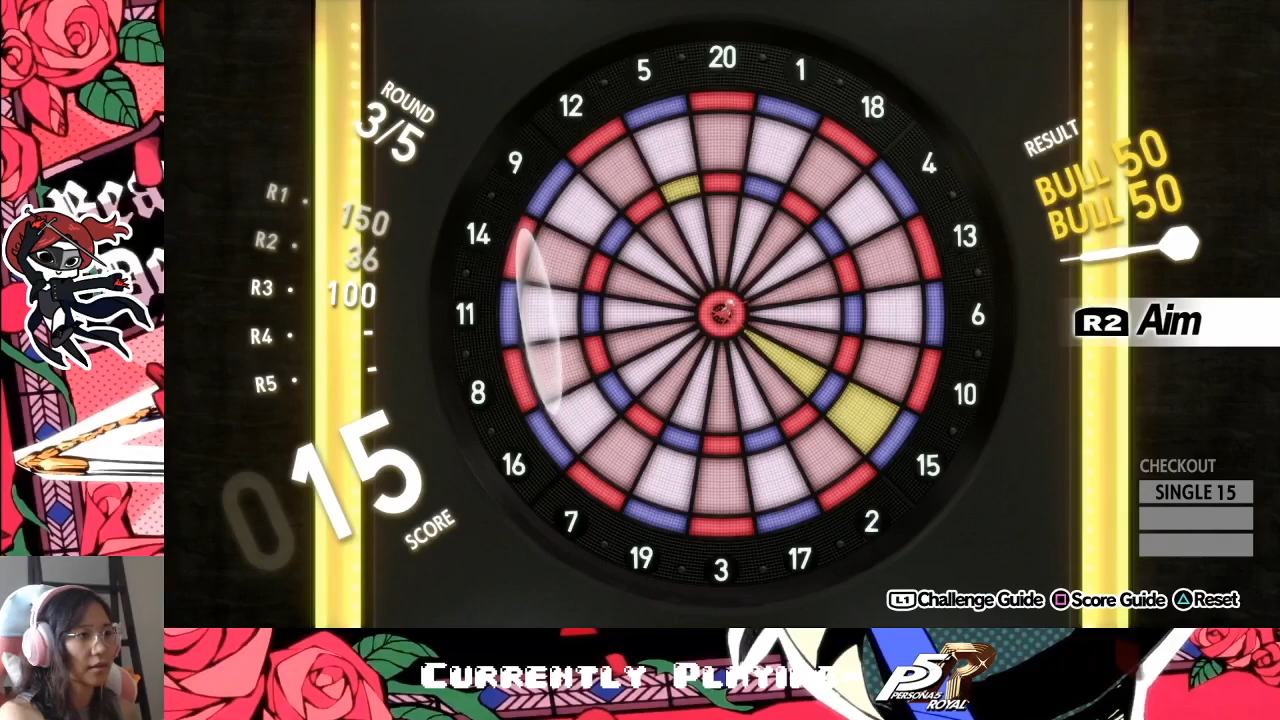 ROUND
3/5
R1 · 150
R2 · 36
R3 · 100
R4 · -
R5 · -
015
SCORE
20
1
18
4
13
6
10
15
2
17
3
19
7
16
8
11
14
9
12
5
RESULT
BULL 50
BULL 50
R2 Aim
CHECKOUT
SINGLE 15
L1 Challenge Guide
Score Guide
Reset
CURRENTLY PLAYING
P5R
PERSONA5
ROYAL